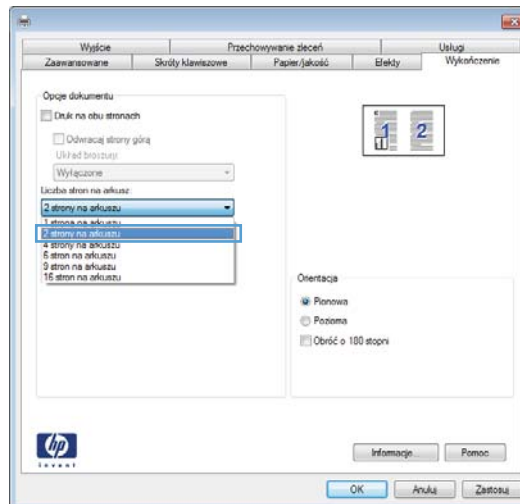 Wyjście Przechowywanie zleceń Usługi
Zaawansowane Skróty klawiszowe Papier/jakość Efekty Wykończenie
Opcje dokumentu
Druk na obu stronach
Odwracaj strony górą
Układ broszury:
Wyłączone
Liczba stron na arkusz:
2 strony na arkuszu
1 strona na arkuszu
2 strony na arkuszu
4 strony na arkuszu
6 stron na arkuszu
9 stron na arkuszu
16 stron na arkuszu
1 2
Orientacja
Pionowa
Pozioma
Obróć o 180 stopni
hp
invent
Informacje... Pomoc
OK Anuluj Zastosuj